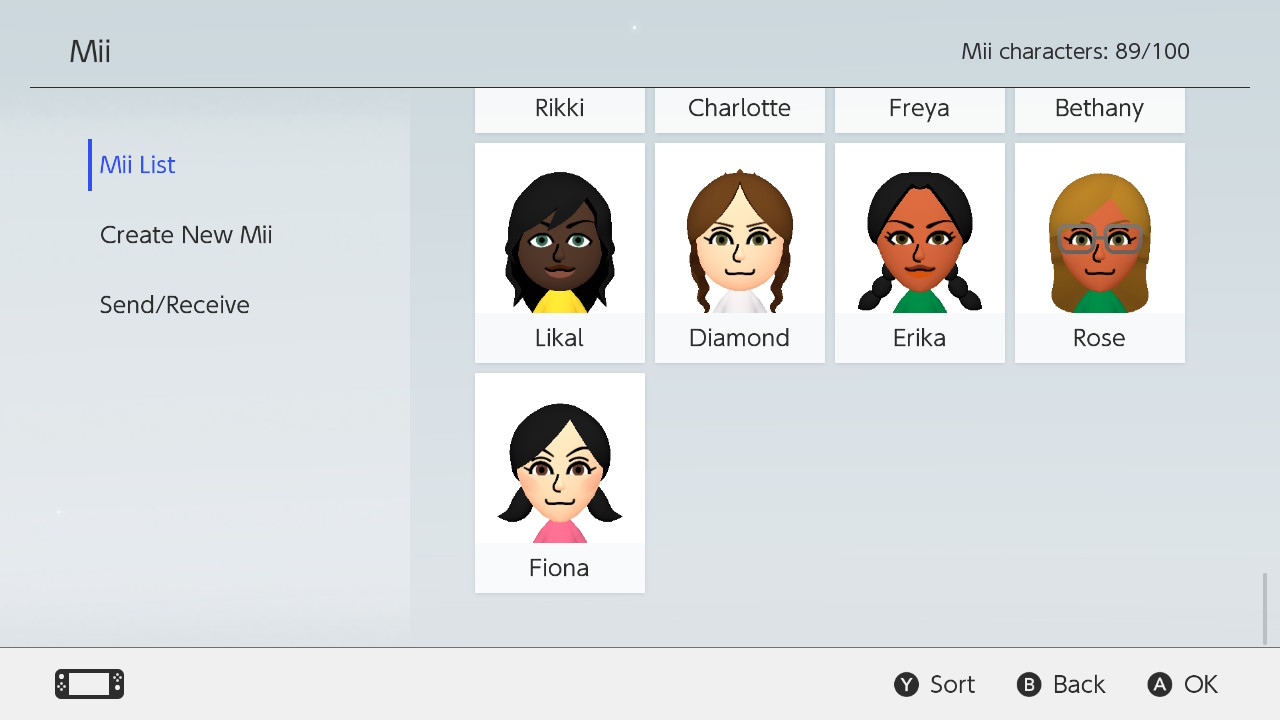 Mii
Mii characters: 89/100
Mii List
Create New Mii
Send/Receive
Rikki
Charlotte
Freya
Bethany
Likal
Diamond
Erika
Rose
Fiona
Y Sort
B Back
A OK